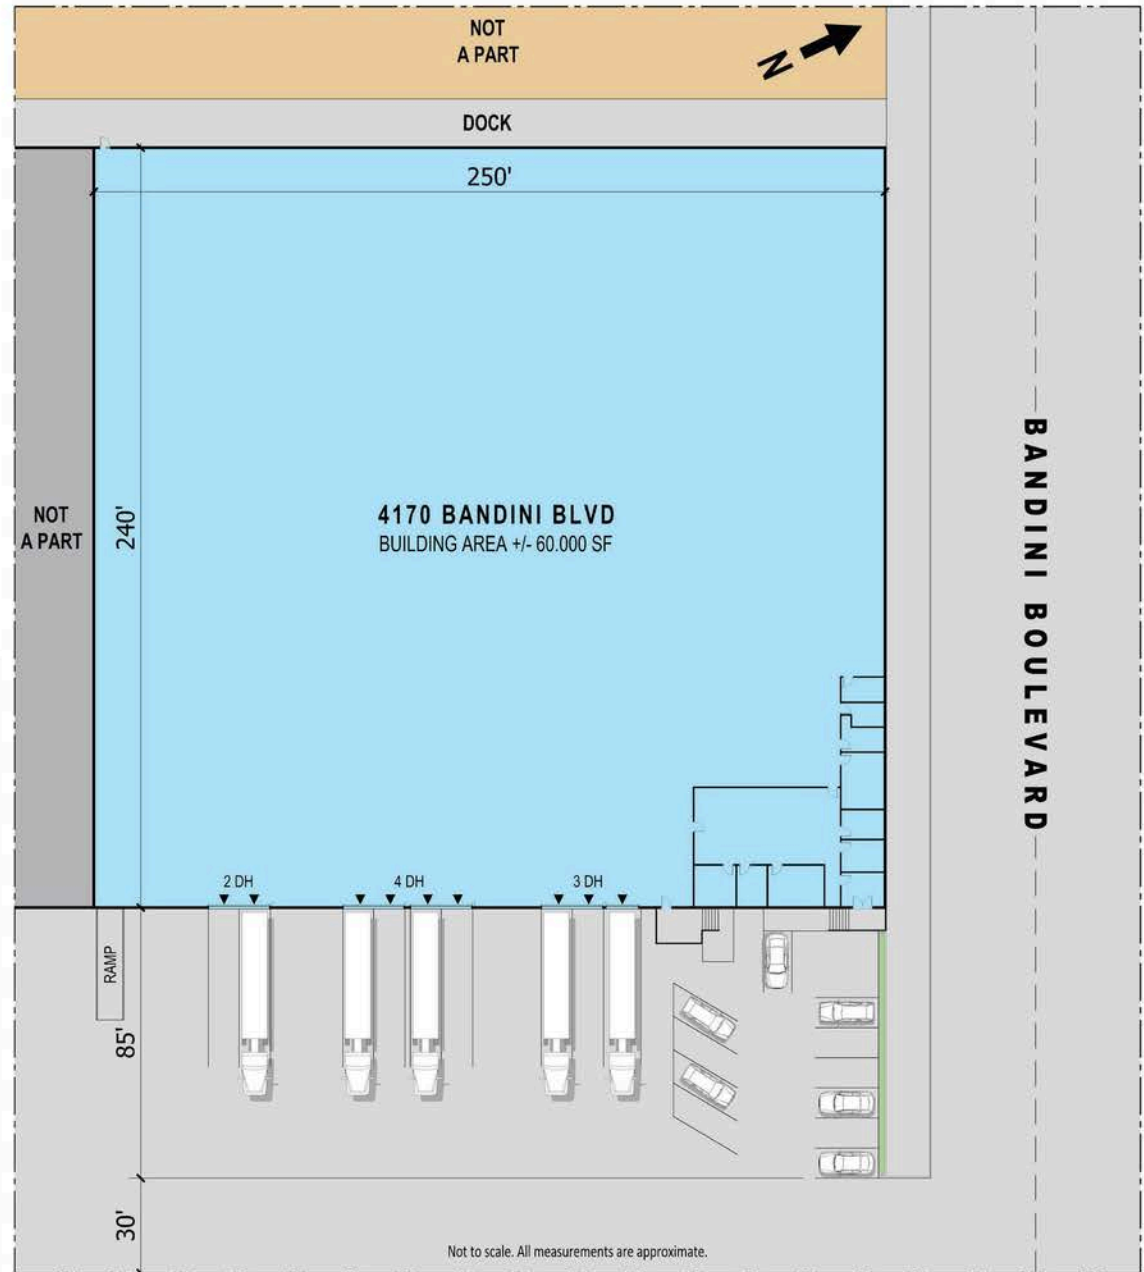 NOT
A PART
N
DOCK
250'
NOT
A PART
240'
4170 BANDINI BLVD
BUILDING AREA +/- 60.000 SF
BANDINI BOULEVARD
2 DH
4 DH
3 DH
RAMP
85'
30'
Not to scale. All measurements are approximate.